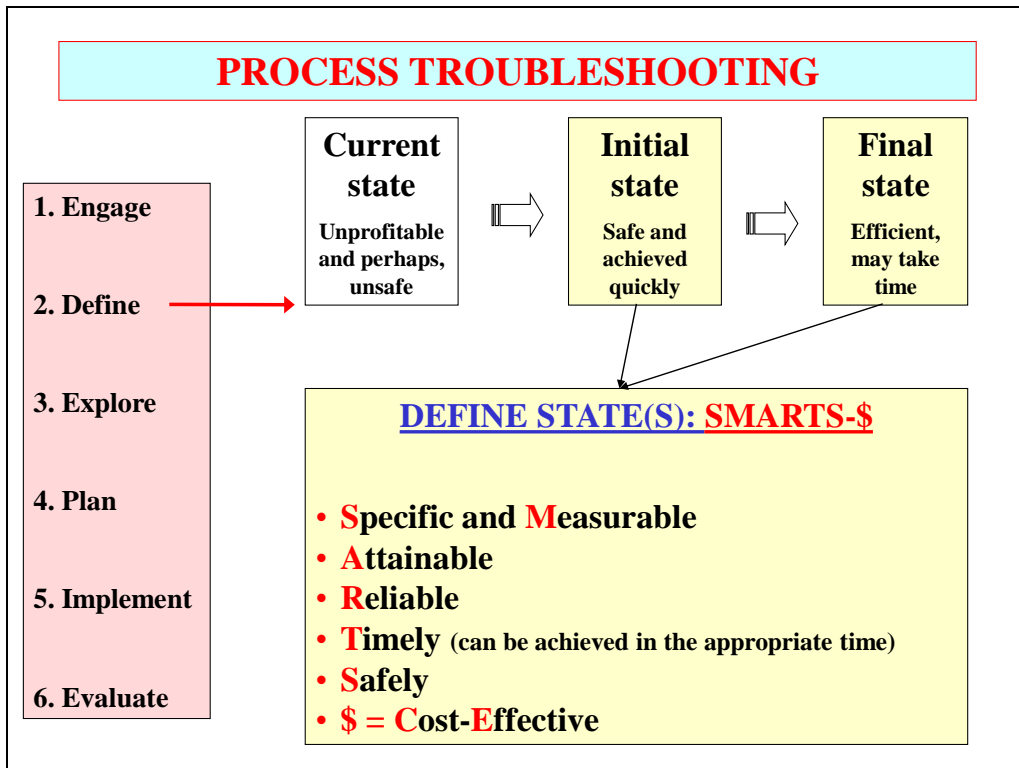 PROCESS TROUBLESHOOTING
1. Engage
2. Define
3. Explore
4. Plan
5. Implement
6. Evaluate
Current
state
Unprofitable
and perhaps,
unsafe
Initial
state
Safe and
achieved
quickly
Final
state
Efficient,
may take
time
DEFINE STATE(S): SMARTS-$
• Specific and Measurable
• Attainable
• Reliable
• Timely (can be achieved in the appropriate time)
• Safely
• $ = Cost-Effective